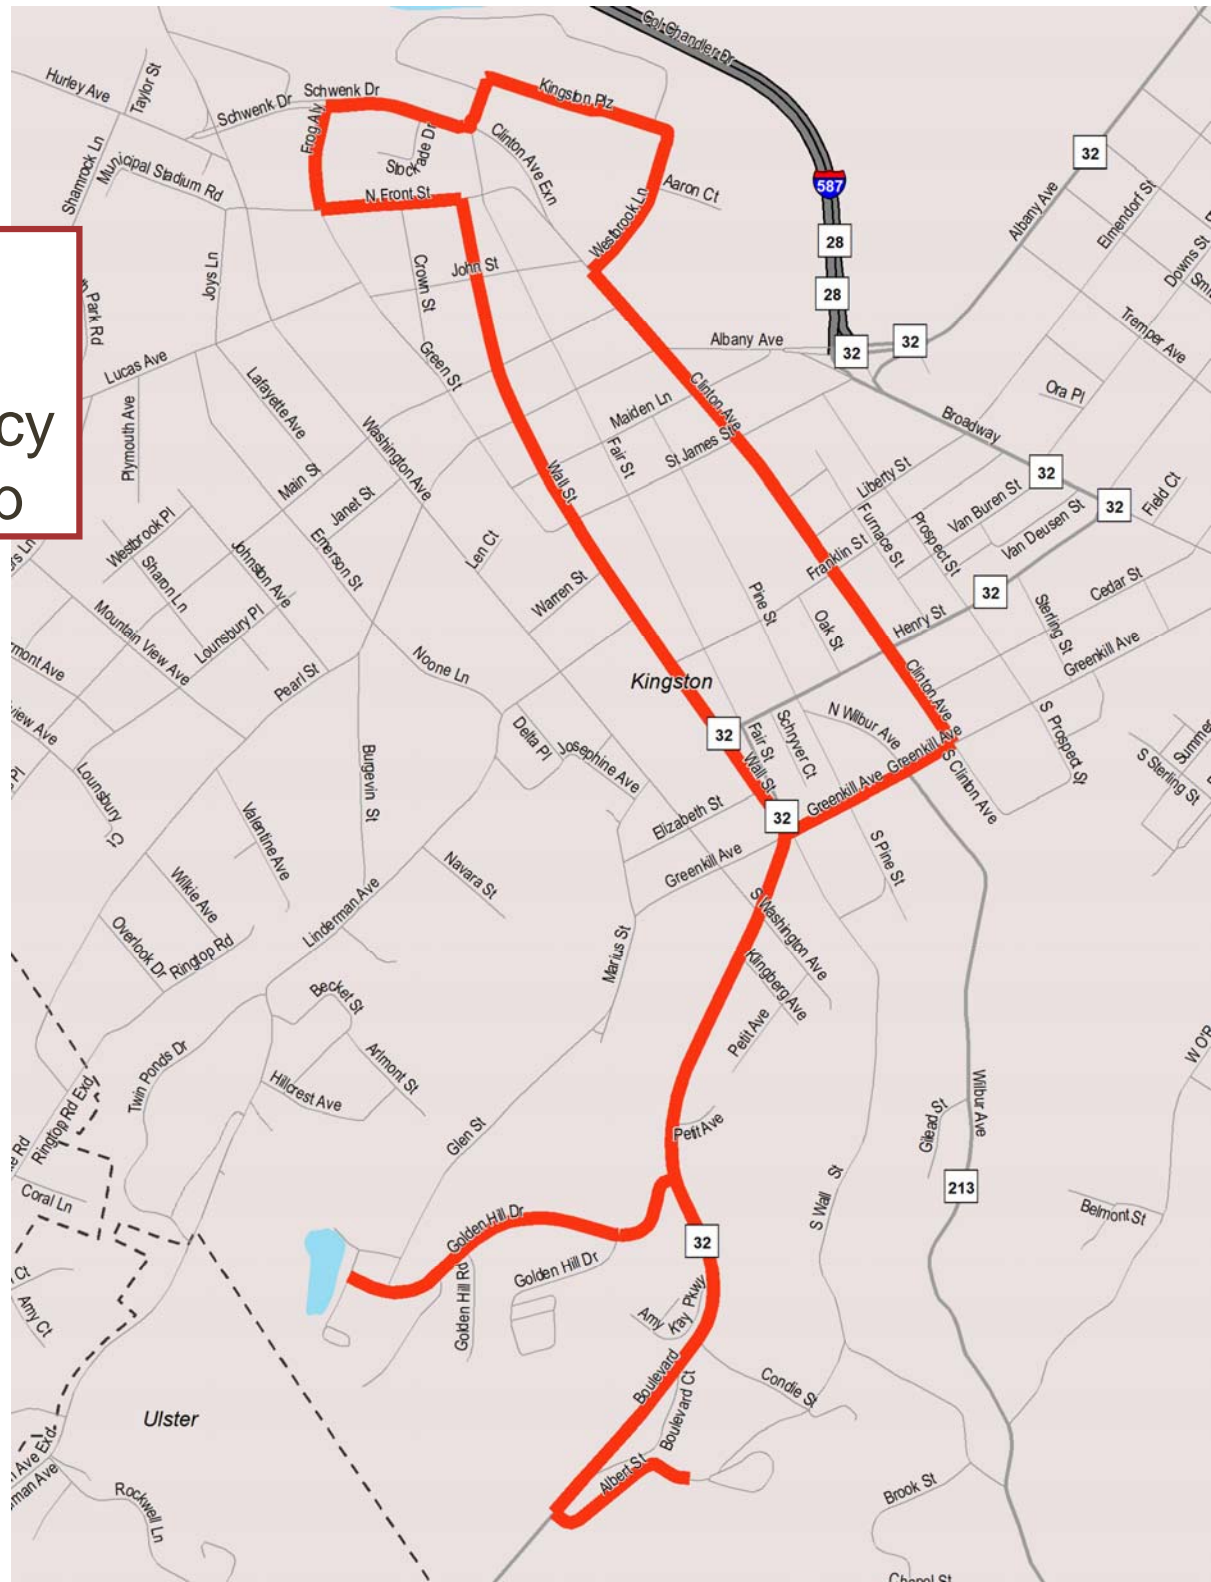 Col Chandler Dr
Hurley Ave
Taylor St
Schwenk Dr
Schwenk Dr
Kingston Plz
Frog Aly
Stockade Dr
Clinton Ave Exn
32
587
Shamrock Ln
Municipal Stadium Rd
N Front St
Aaron Ct
Westbrook Ln
28
Albany Ave
Elmendorf St
Downs St
Park Rd
Joys Ln
Crown St
John St
28
Tremper Ave
Lucas Ave
Albany Ave
32
32
Green St
Plymouth Ave
Lafayette Ave
Maiden Ln
Clinton Ave
Ora Pl
Broadway
cy
Washington Ave
Fair St
St James St
32
Main St
Wall St
Liberty St
Van Buren St
32
Field Ct
Janet St
Westbrook Pl
Emerson St
Len Ct
Furnace St
Prospect St
Van Deusen St
Sharon Ln
Johnston Ave
Warren St
Franklin St
Pine St
Oak St
32
Cedar St
Mountain View Ave
Lounsbury Pl
Henry St
Sterling St
Greenkill Ave
Pearl St
Noone Ln
Kingston
Clinton Ave
32
Fair St
Schryver Ct
N Wilbur Ave
S Prospect St
Delta Pl
Josephine Ave
Wall St
Greenkill Ave
Greenkill Ave
S Clinton Ave
S Sterling St
Lounsbury Ct
Burgevin St
Valentine Ave
Elizabeth St
32
Greenkill Ave
S Pine St
Wilkie Ave
Navara St
Linderman Ave
S Washington Ave
Overlook Dr
Ringtop Rd
Marius St
Klingberg Ave
Becket St
Petit Ave
Twin Ponds Dr
Arlmont St
Hillcrest Ave
Ringtop Rd Exd
Glen St
Petit Ave
Gilead St
Wilbur Ave
Coral Ln
213
Belmont St
S Wall St
Golden Hill Dr
32
Golden Hill Dr
Golden Hill Rd
Amy Kay Pkwy
Amy Ct
Boulevard
Boulevard Ct
Condie St
Ulster
Albert St
Brook St
Rockwell Ln
Chapel St